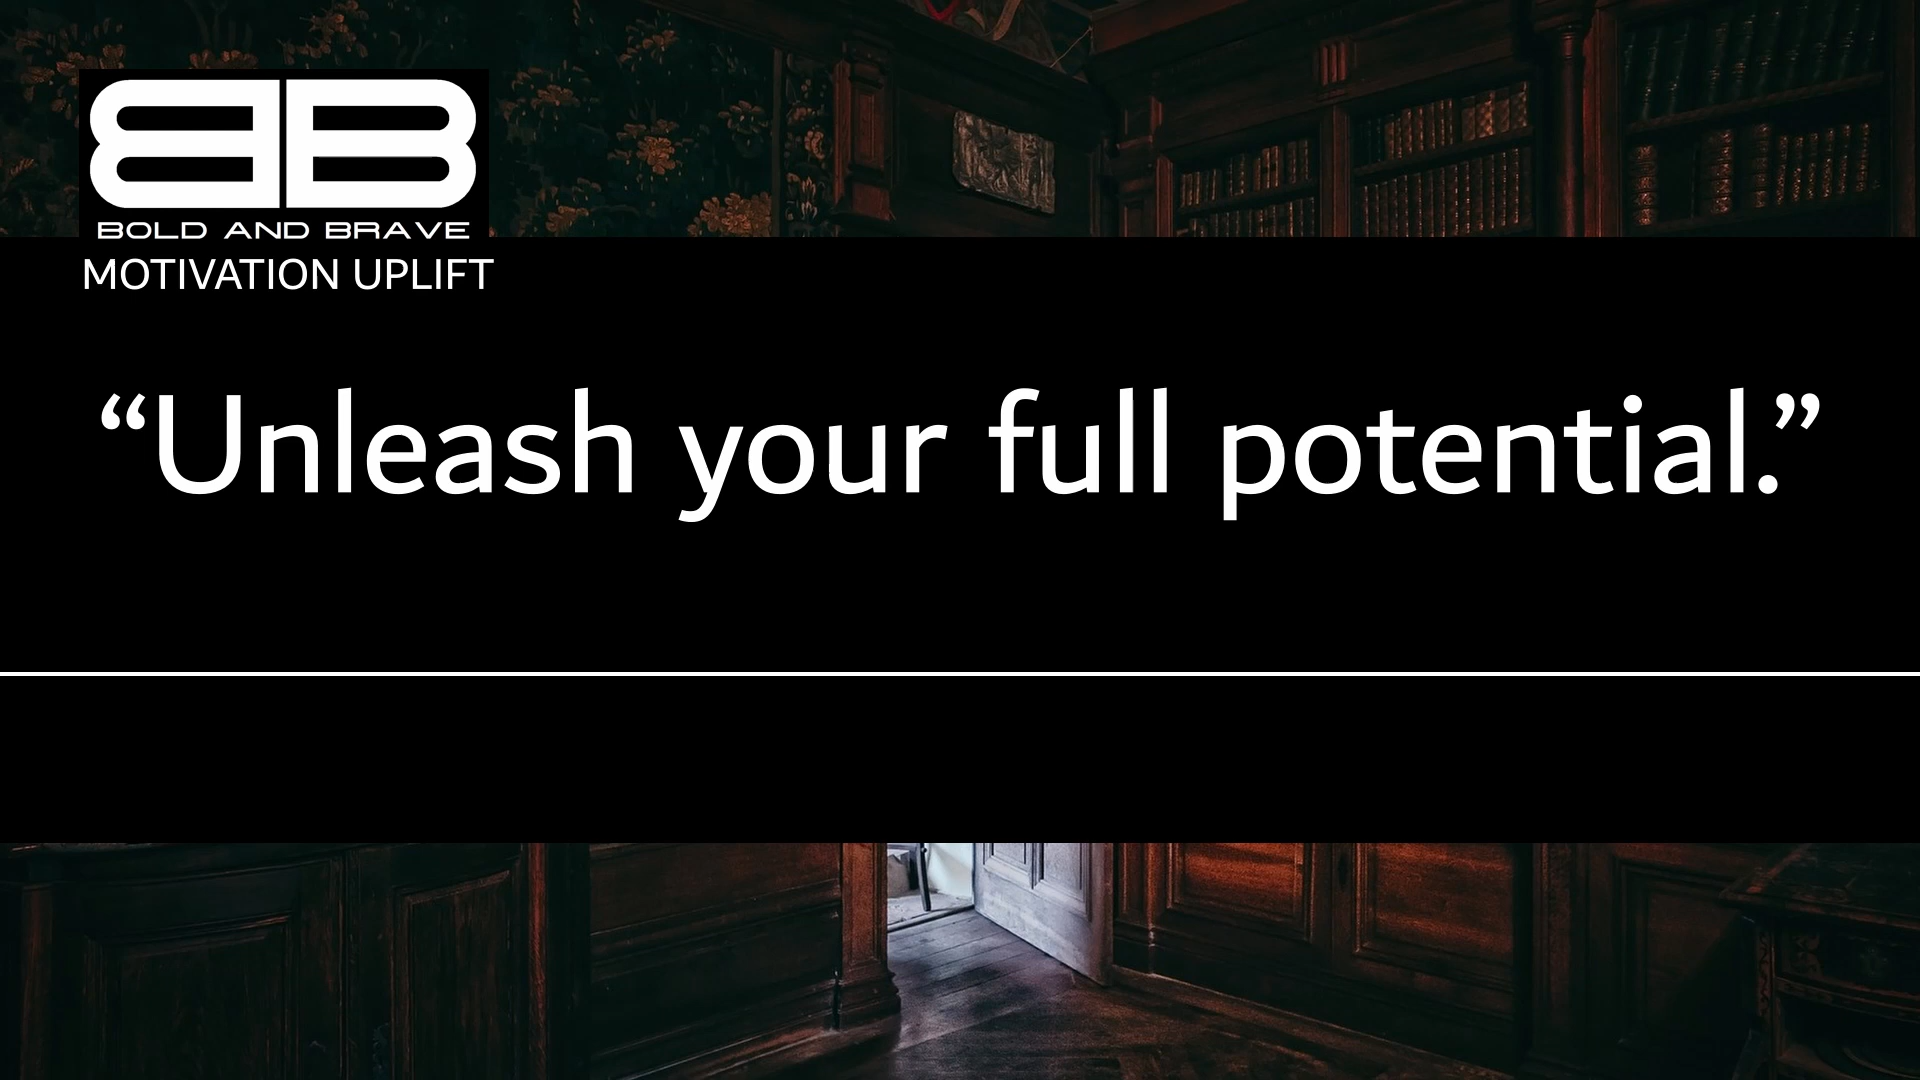 BB
BOLD AND BRAVE
MOTIVATION UPLIFT
“Unleash your full potential.”